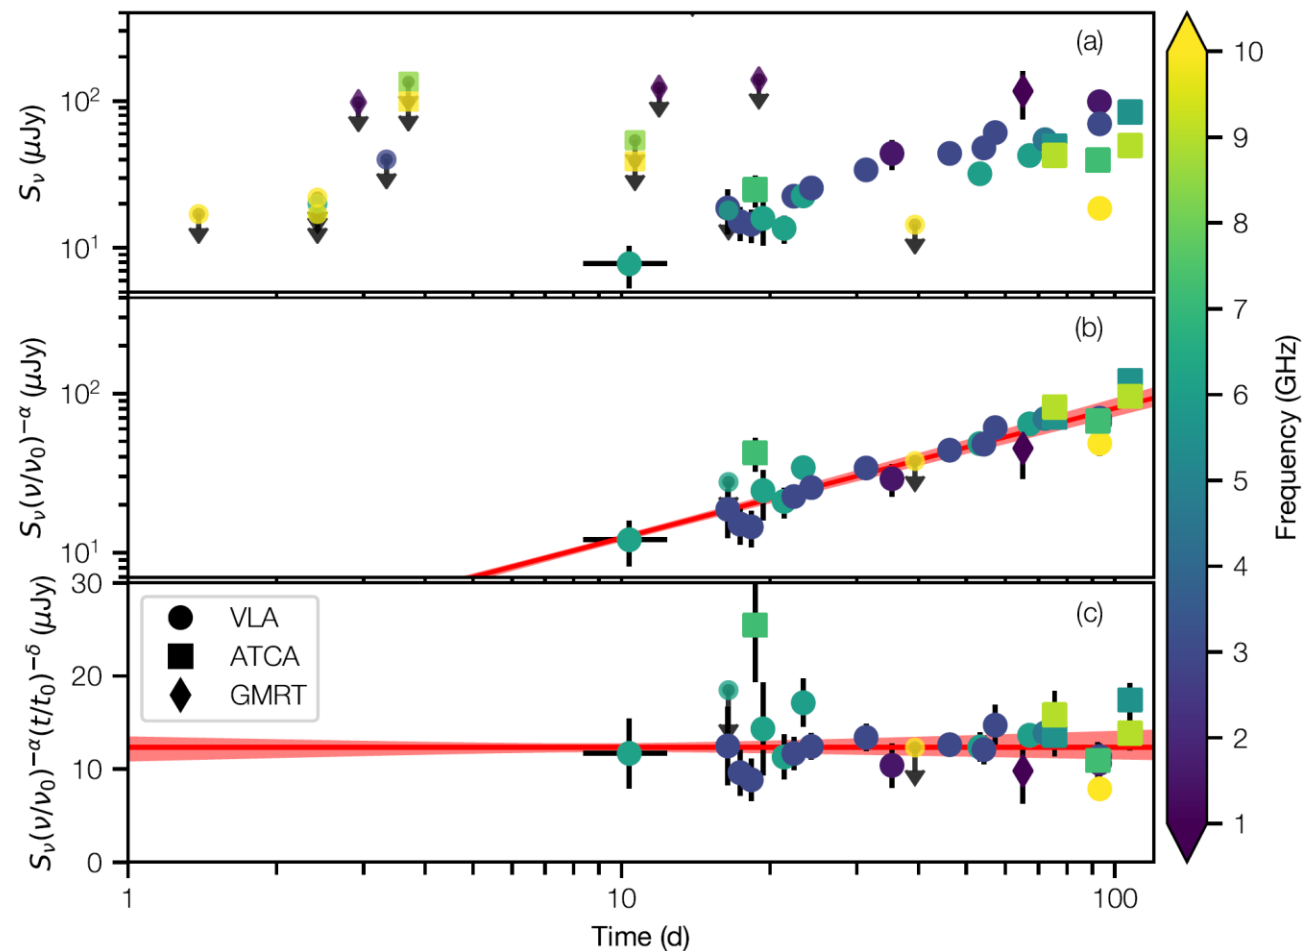 (a)
10²
10¹
Sν (μJy)
(b)
10²
10¹
Sν(ν/ν₀)⁻ᵅ (μJy)
(c)
30
20
10
0
Sν(ν/ν₀)⁻ᵅ(t/t₀)⁻ᵟ (μJy)
VLA
ATCA
GMRT
1 10 100
Time (d)
10
9
8
7
6
5
4
3
2
1
Frequency (GHz)